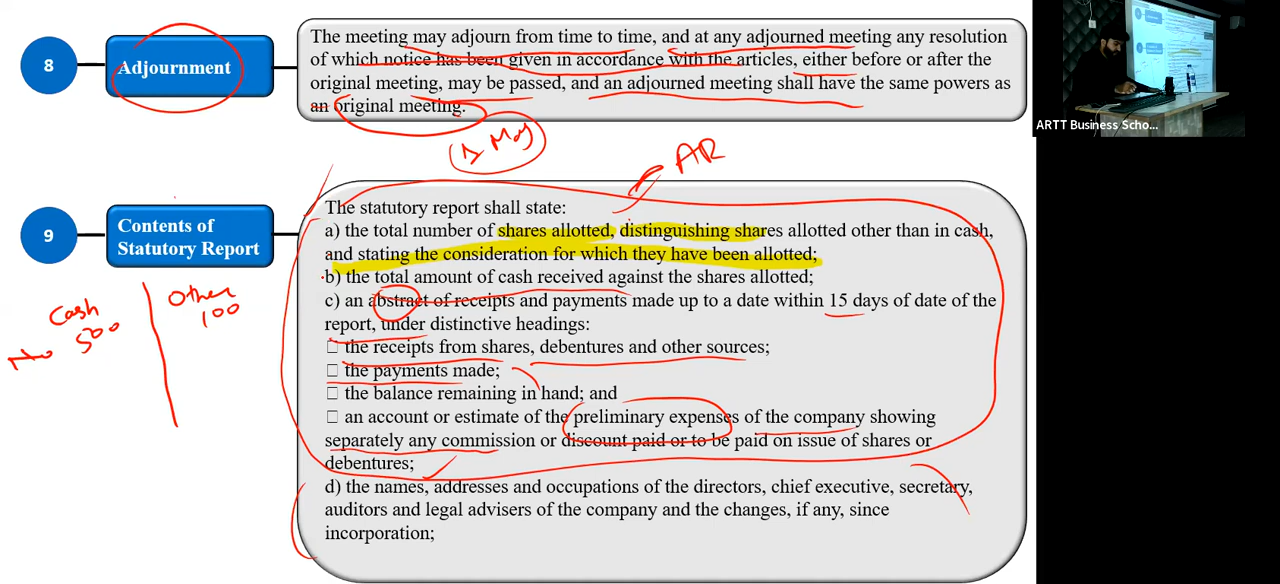 8
Adjournment
The meeting may adjourn from time to time, and at any adjourned meeting any resolution
of which notice has been given in accordance with the articles, either before or after the
original meeting, may be passed, and an adjourned meeting shall have the same powers as
an original meeting.
ARTT Business Scho...
1 May
AR
9
Contents of
Statutory Report
The statutory report shall state:
a) the total number of shares allotted, distinguishing shares allotted other than in cash,
and stating the consideration for which they have been allotted;
b) the total amount of cash received against the shares allotted;
c) an abstract of receipts and payments made up to a date within 15 days of date of the
report, under distinctive headings:
□ the receipts from shares, debentures and other sources;
□ the payments made;
□ the balance remaining in hand; and
□ an account or estimate of the preliminary expenses of the company showing
separately any commission or discount paid or to be paid on issue of shares or
debentures;
d) the names, addresses and occupations of the directors, chief executive, secretary,
auditors and legal advisers of the company and the changes, if any, since
incorporation;
Cash
No 500
Other
100